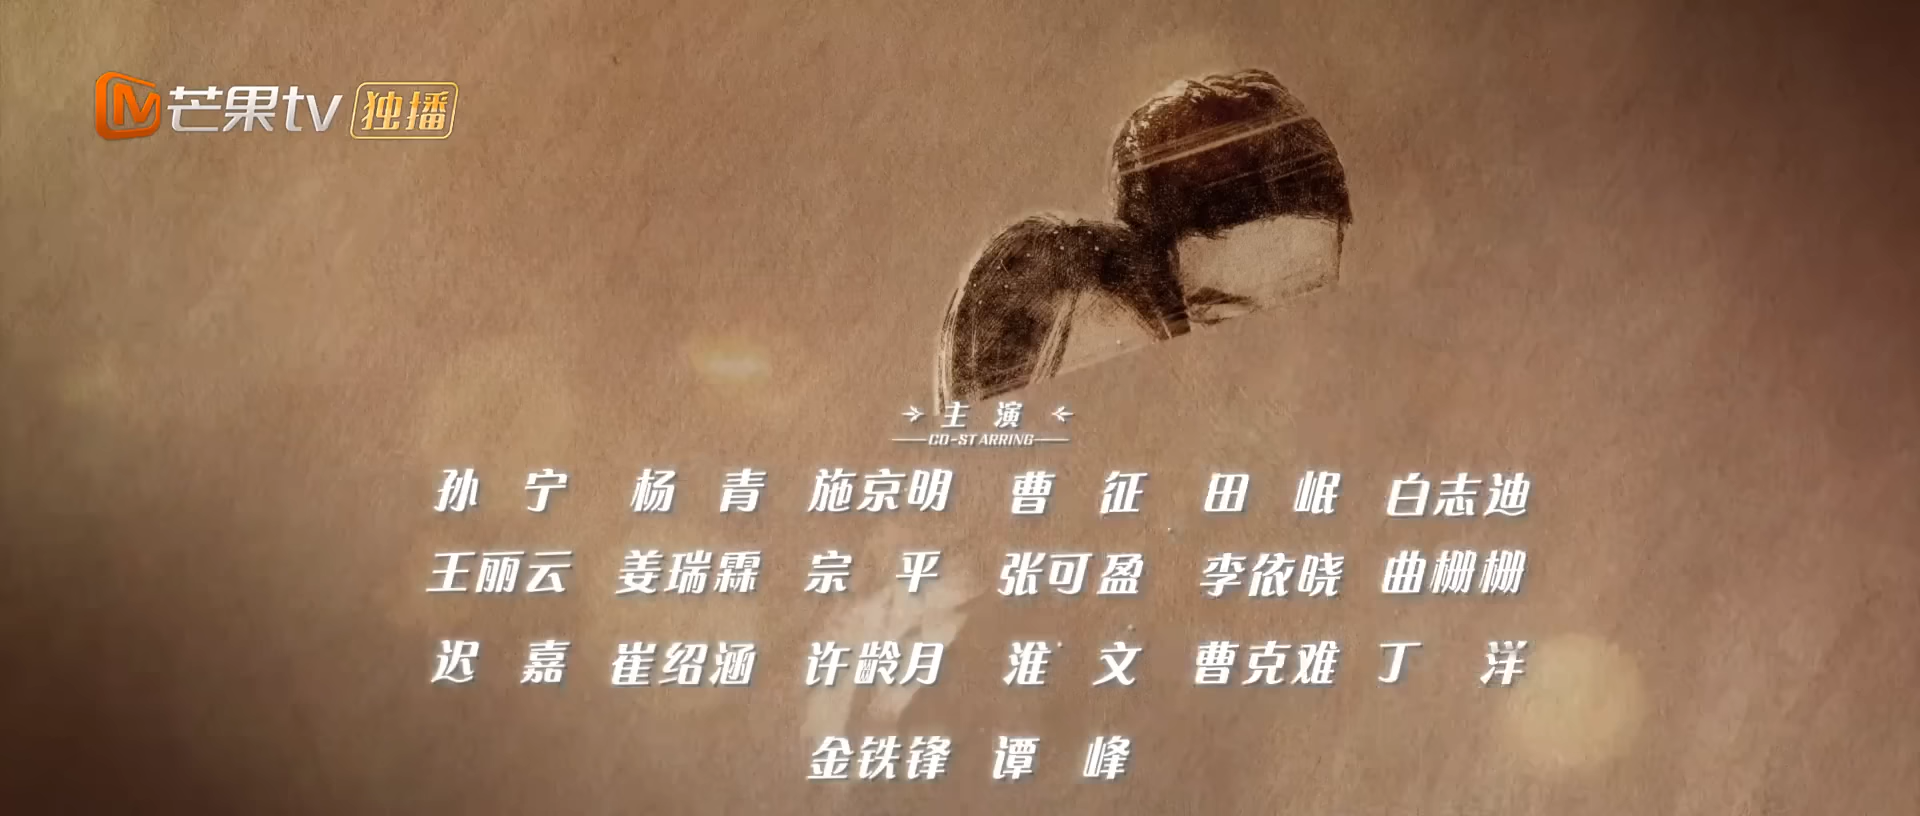 芒果tv 独播
主演
CO-STARRING
孙宁 杨青 施京明 曹征 田岷 白志迪
王丽云 姜瑞霖 宗平 张可盈 李依晓 曲栅栅
迟嘉 崔绍涵 许龄月 淮文 曹克难 丁洋
金铁锋 谭峰